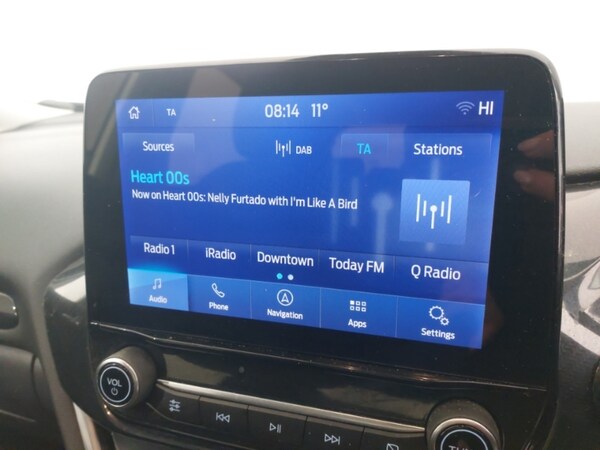 TA 08:14 11° HI
Sources DAB TA Stations
Heart 00s
Now on Heart 00s: Nelly Furtado with I'm Like A Bird
Radio 1 iRadio Downtown Today FM Q Radio
Audio Phone Navigation Apps Settings
VOL